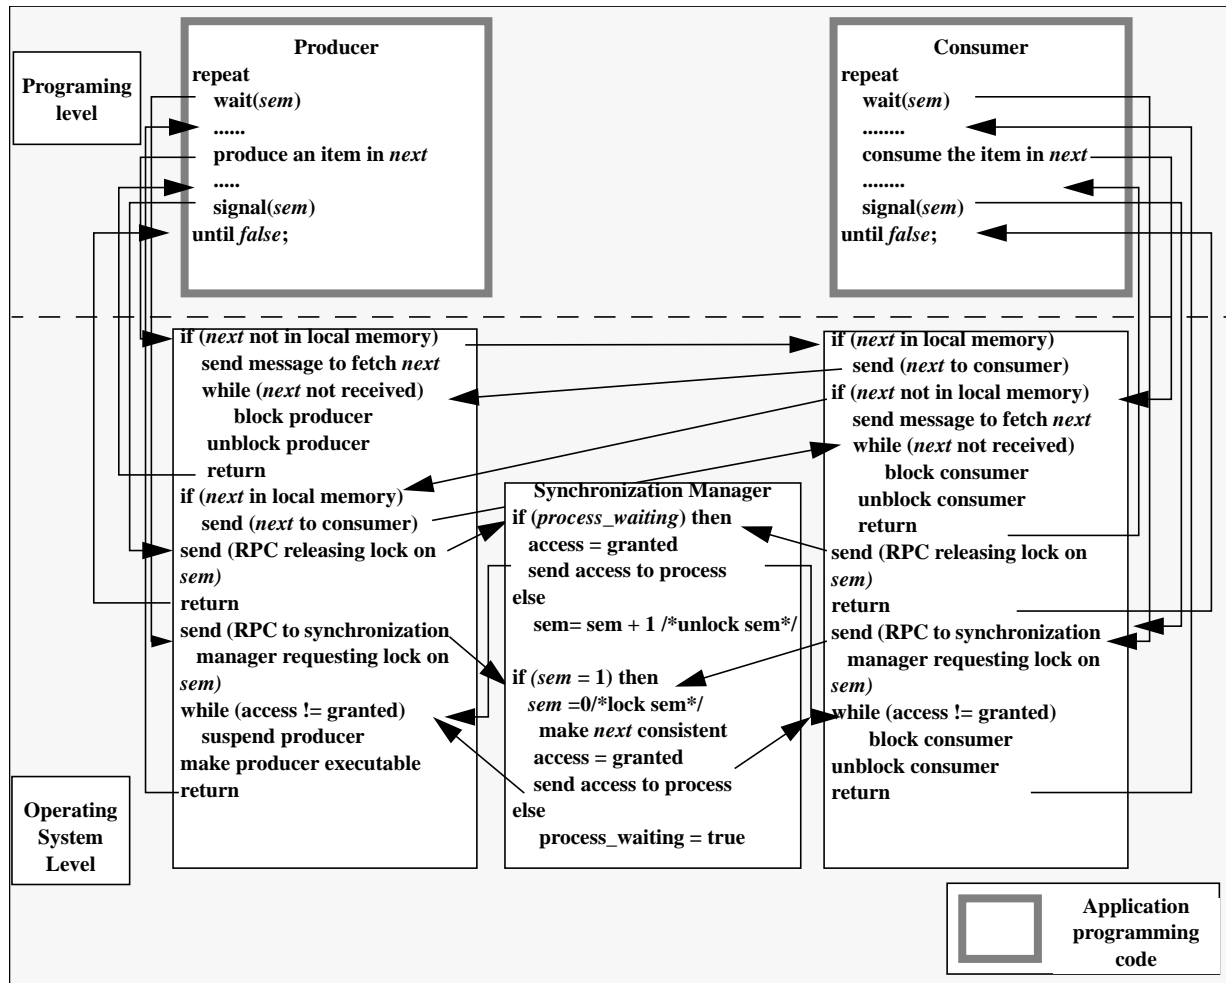 Programing
level
Producer
repeat
wait(sem)
......
produce an item in next
.....
signal(sem)
until false;
Consumer
repeat
wait(sem)
........
consume the item in next
........
signal(sem)
until false;
if (next not in local memory)
send message to fetch next
while (next not received)
block producer
unblock producer
return
if (next in local memory)
send (next to consumer)
send (RPC releasing lock on
sem)
return
send (RPC to synchronization
manager requesting lock on
sem)
while (access != granted)
suspend producer
make producer executable
return
Synchronization Manager
if (process_waiting) then
access = granted
send access to process
else
sem= sem + 1 /*unlock sem*/
if (sem = 1) then
sem =0/*lock sem*/
make next consistent
access = granted
send access to process
else
process_waiting = true
if (next in local memory)
send (next to consumer)
if (next not in local memory)
send message to fetch next
while (next not received)
block consumer
unblock consumer
return
send (RPC releasing lock on
sem)
return
send (RPC to synchronization
manager requesting lock on
sem)
while (access != granted)
block consumer
unblock consumer
return
Operating
System
Level
Application
programming
code